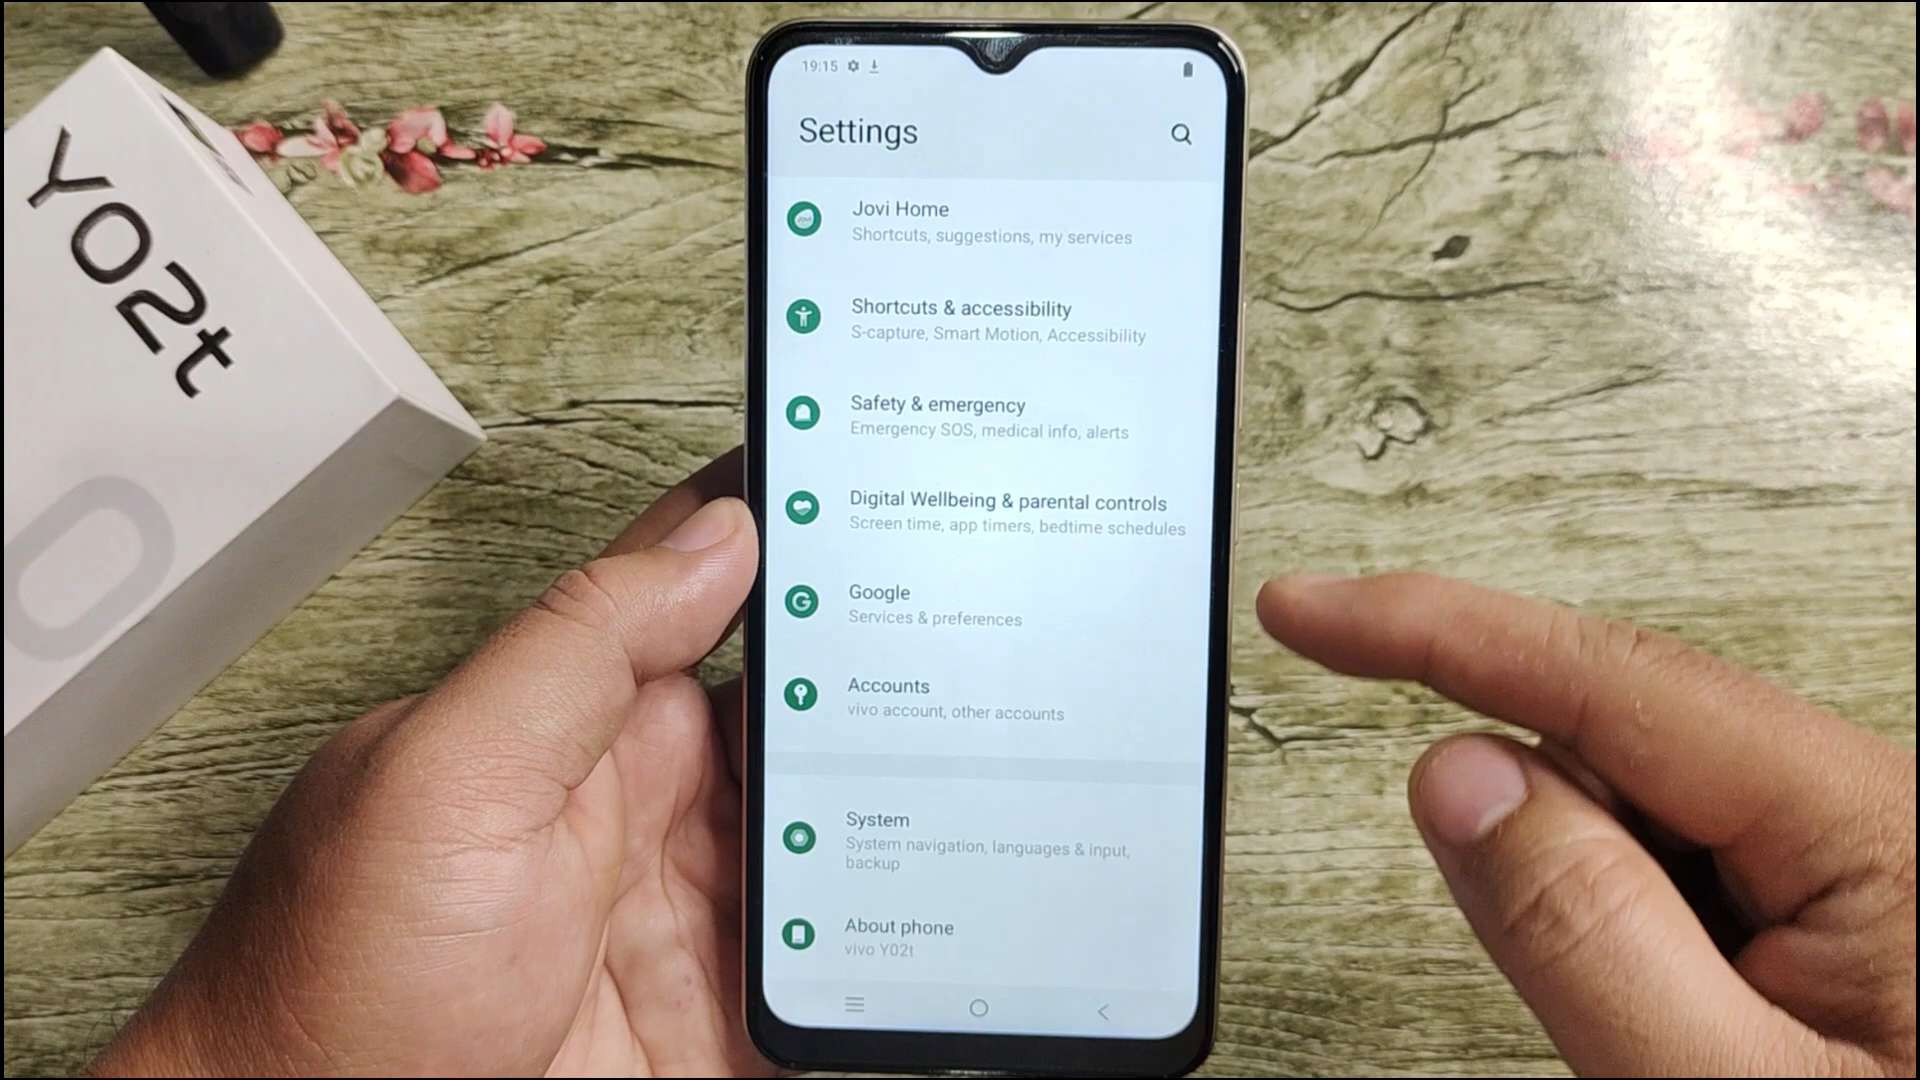 Y02t
19:15
Settings
Jovi Home
Shortcuts, suggestions, my services
Shortcuts & accessibility
S-capture, Smart Motion, Accessibility
Safety & emergency
Emergency SOS, medical info, alerts
Digital Wellbeing & parental controls
Screen time, app timers, bedtime schedules
Google
Services & preferences
Accounts
vivo account, other accounts
System
System navigation, languages & input,
backup
About phone
vivo Y02t